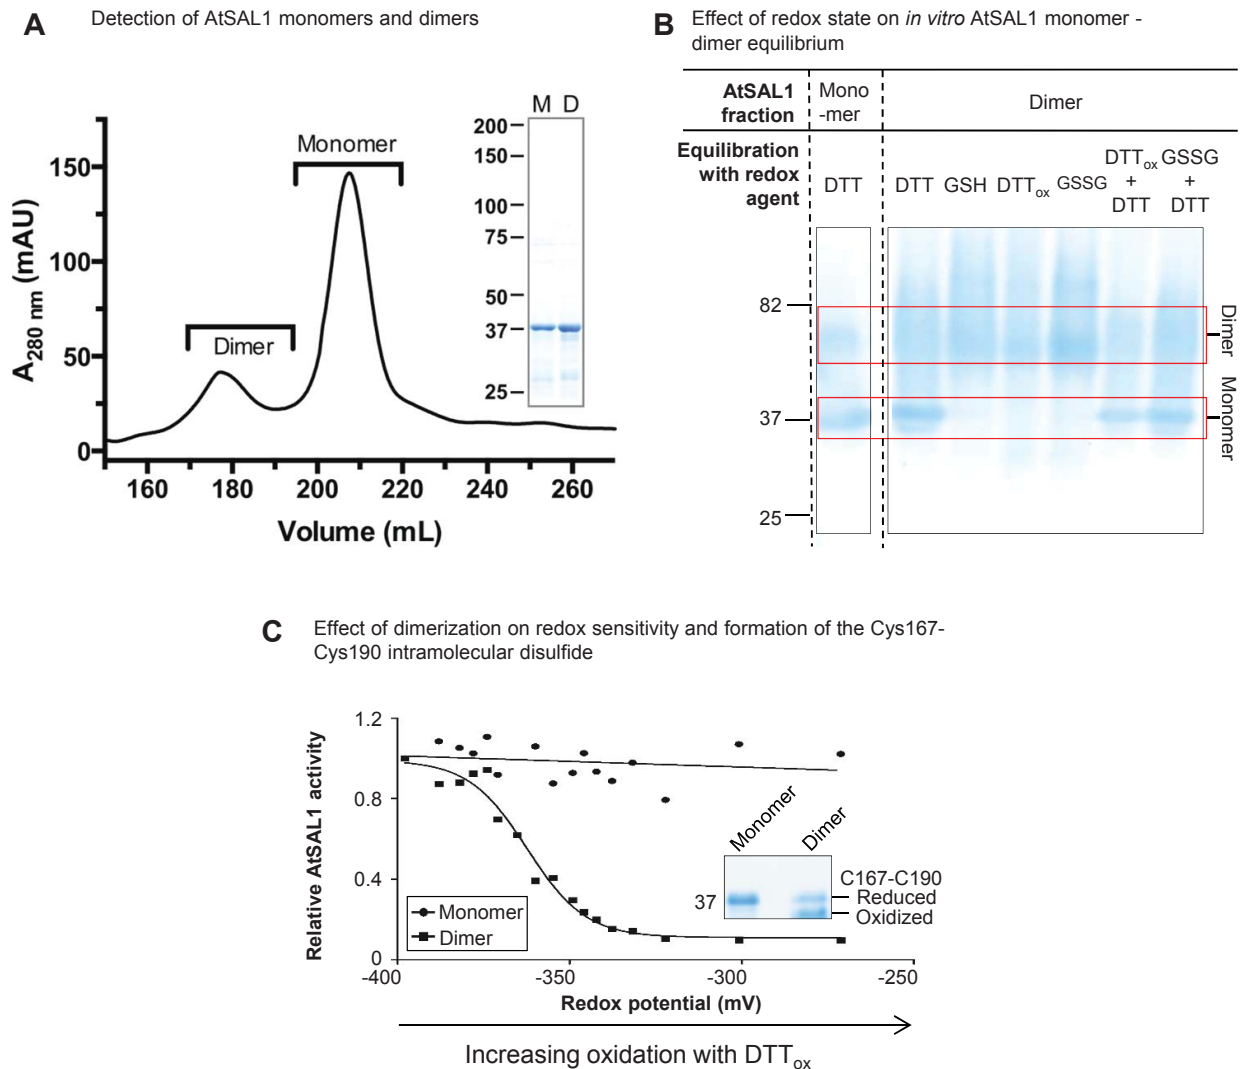 A
Detection of AtSAL1 monomers and dimers
A280 nm (mAU)
150
100
50
0
160 180 200 220 240 260
Volume (mL)
Monomer
Dimer
M D
200
150
100
75
50
37
25
B
Effect of redox state on in vitro AtSAL1 monomer -
dimer equilibrium
AtSAL1
fraction
Mono
-mer
Dimer
Equilibration
with redox
agent
DTT
DTT GSH DTTox GSSG
DTTox
+
DTT
GSSG
+
DTT
82
37
25
Dimer
Monomer
C
Effect of dimerization on redox sensitivity and formation of the Cys167-
Cys190 intramolecular disulfide
Relative AtSAL1 activity
1.2
0.8
0.4
0
-400 -350 -300 -250
Redox potential (mV)
Monomer
Dimer
Monomer
Dimer
37
C167-C190
Reduced
Oxidized
Increasing oxidation with DTTox